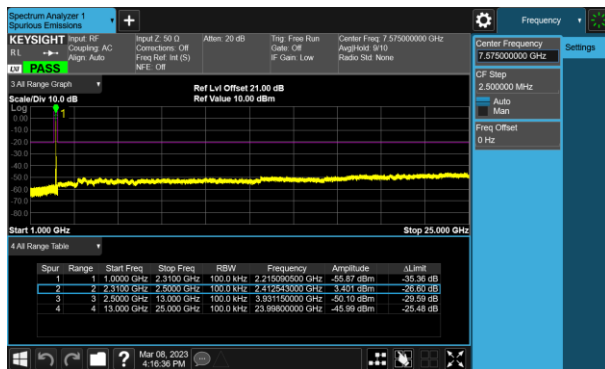 Spectrum Analyzer 1
Spurious Emissions
Frequency
KEYSIGHT Input: RF
Coupling: AC
Align: Auto
Input Z: 50 Ω
Corrections: Off
Freq Ref: Int (S)
NFE: Off
Atten: 20 dB
Trig: Free Run
Gate: Off
IF Gain: Low
Center Freq: 7.575000000 GHz
Avg|Hold: 9/10
Radio Std: None
RL
LXI PASS
Center Frequency
7.575000000 GHz
Settings
CF Step
2.500000 MHz
Auto
Man
Freq Offset
0 Hz
3 All Range Graph
Ref Lvl Offset 21.00 dB
Scale/Div 10.0 dB
Ref Value 10.00 dBm
Log
1
0.00
-10.0
-20.0
-30.0
-40.0
-50.0
-60.0
-70.0
-80.0
Start 1.000 GHz
Stop 25.000 GHz
4 All Range Table
Spur Range Start Freq Stop Freq RBW Frequency Amplitude ΔLimit
1 1 1.0000 GHz 2.3100 GHz 100.0 kHz 2.215090500 GHz -55.87 dBm -35.36 dB
2 2 2.3100 GHz 2.5000 GHz 100.0 kHz 2.412543000 GHz 3.401 dBm -26.60 dB
3 3 2.5000 GHz 13.000 GHz 100.0 kHz 3.931150000 GHz -50.10 dBm -29.59 dB
4 4 13.000 GHz 25.000 GHz 100.0 kHz 23.99800000 GHz -45.99 dBm -25.48 dB
?
Mar 08, 2023
4:16:36 PM